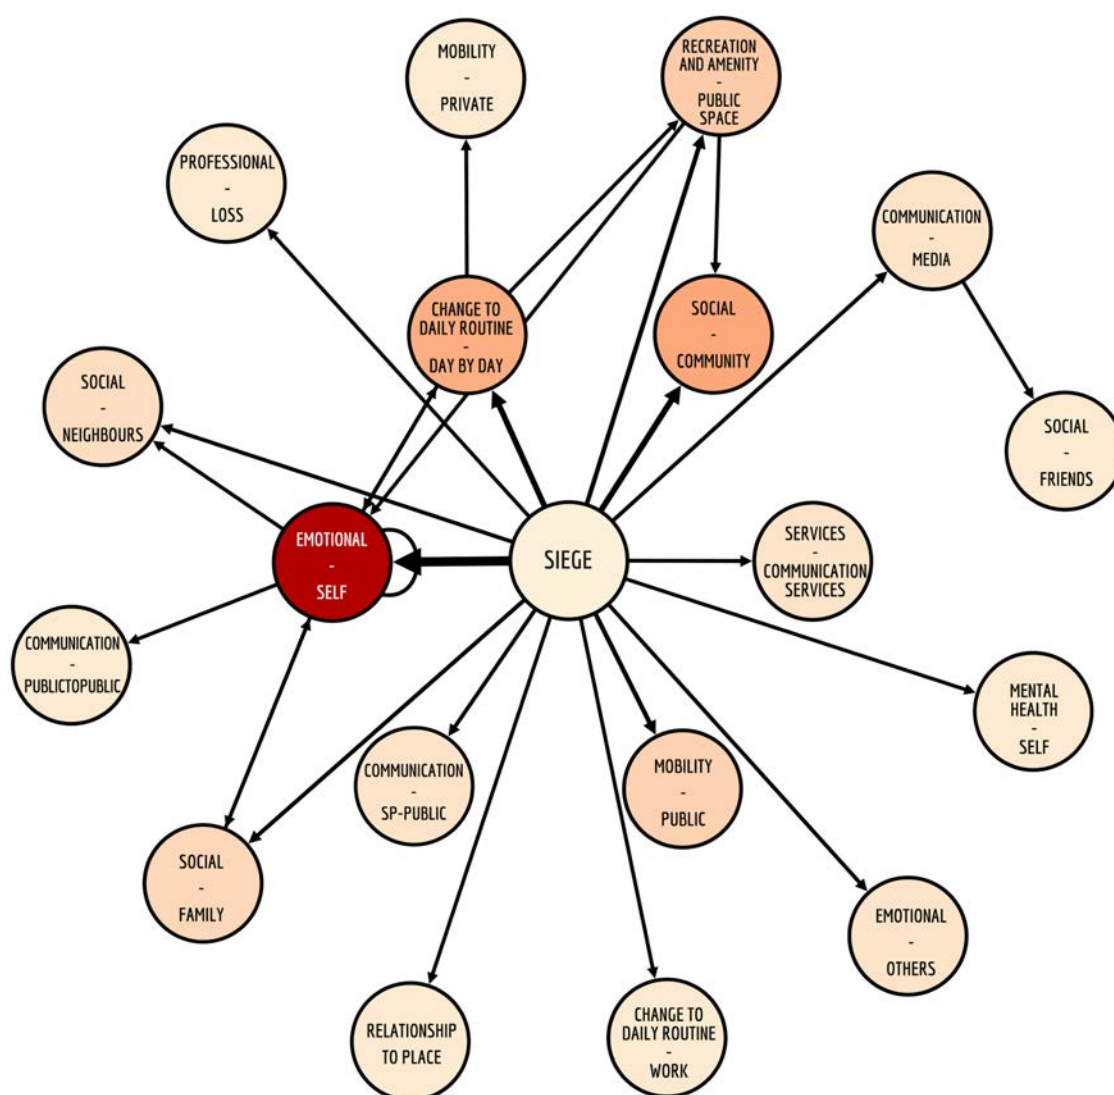 MOBILITY
-
PRIVATE
RECREATION
AND AMENITY
-
PUBLIC
SPACE
PROFESSIONAL
-
LOSS
COMMUNICATION
-
MEDIA
CHANGE TO
DAILY ROUTINE
-
DAY BY DAY
SOCIAL
-
COMMUNITY
SOCIAL
-
NEIGHBOURS
SOCIAL
-
FRIENDS
EMOTIONAL
-
SELF
SIEGE
SERVICES
-
COMMUNICATION
SERVICES
COMMUNICATION
-
PUBLICTOPUBLIC
MENTAL
HEALTH
-
SELF
COMMUNICATION
-
SP-PUBLIC
MOBILITY
-
PUBLIC
SOCIAL
-
FAMILY
EMOTIONAL
-
OTHERS
RELATIONSHIP
TO PLACE
CHANGE TO
DAILY ROUTINE
-
WORK